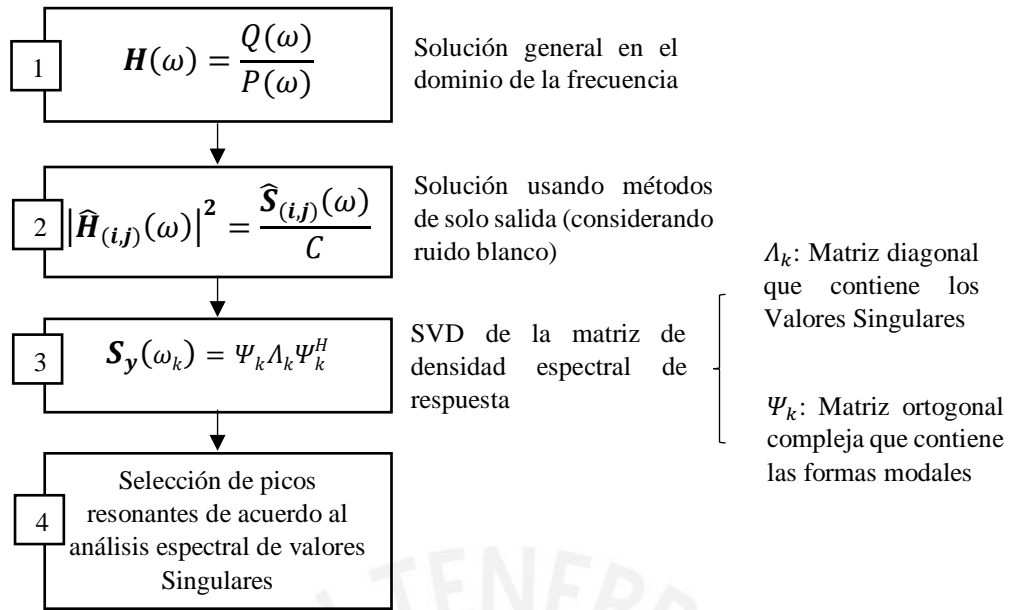 1
𝑯(𝜔) = 𝑄(𝜔) / 𝑃(𝜔)
Solución general en el
dominio de la frecuencia
2
|𝑯̂₍ᵢ,ⱼ₎(𝜔)|² = 𝑺̂₍ᵢ,ⱼ₎(𝜔) / 𝐶
Solución usando métodos
de solo salida (considerando
ruido blanco)
3
𝑺_𝒚(𝜔ₖ) = 𝛹ₖ𝛬ₖ𝛹ₖᴴ
SVD de la matriz de
densidad espectral de
respuesta
𝛬ₖ: Matriz diagonal
que contiene los
Valores Singulares
𝛹ₖ: Matriz ortogonal
compleja que contiene
las formas modales
4
Selección de picos
resonantes de acuerdo al
análisis espectral de valores
Singulares
TENEBR